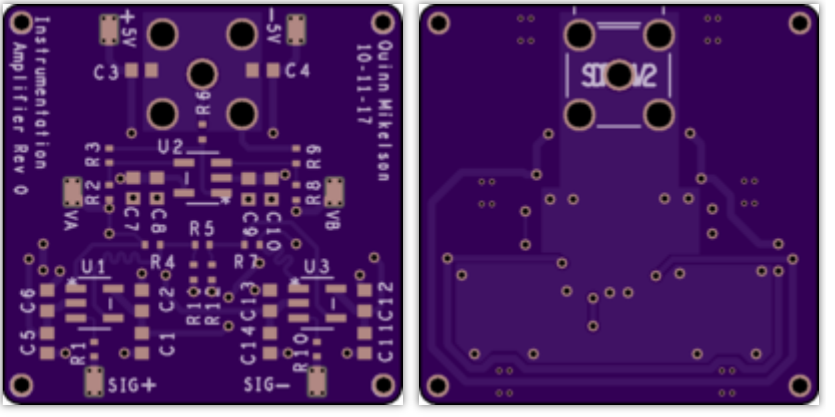 +5V
-5V
Instrumentation
Amplifier Rev 0
Quinn Mikelson
10-11-17
C3
C4
R9
U2
R3
R2
R8
VA
VB
C7
C8
C9
C10
R5
R4
R7
U1
U3
C6
C2
C13
C12
C5
C1
C14
C11
R1
R10
SIG+
SIG-